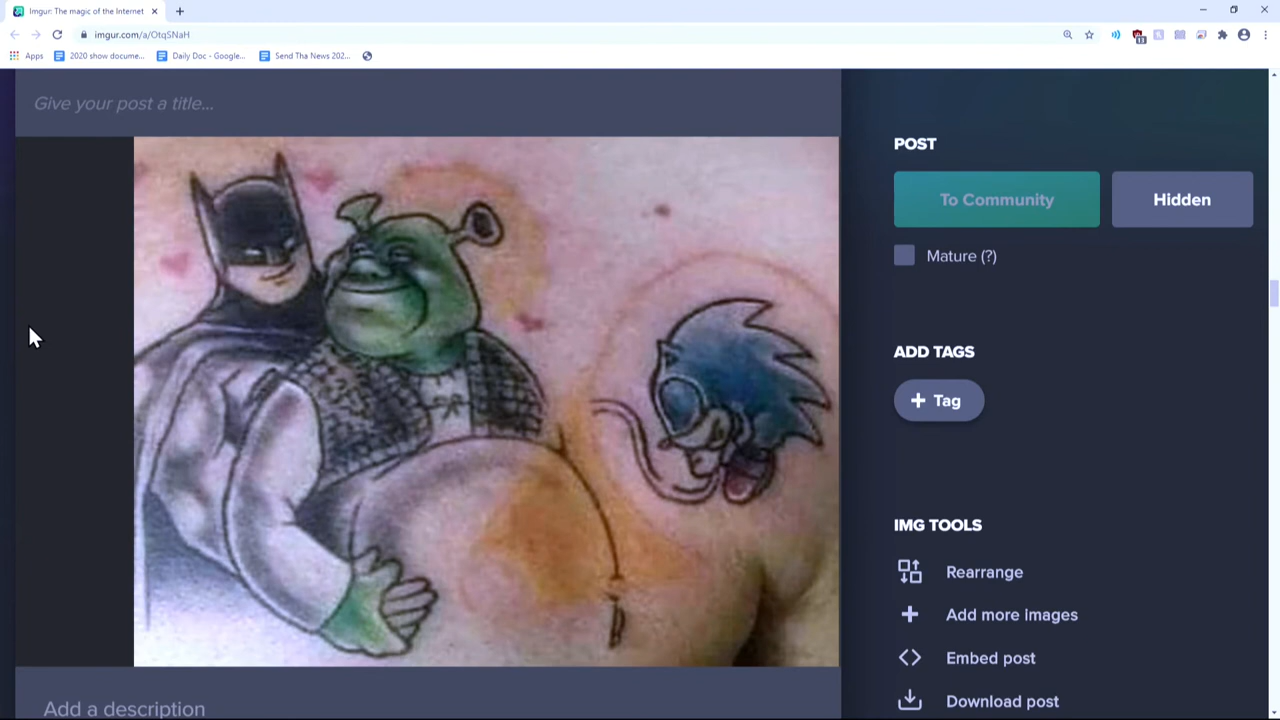 Imgur: The magic of the Internet
imgur.com/a/OtqSNaH
Apps
2020 show docume...
Daily Doc - Google...
Send Tha News 202...
13
Give your post a title...
POST
To Community
Hidden
Mature (?)
ADD TAGS
+ Tag
IMG TOOLS
Rearrange
Add more images
Embed post
Download post
Add a description